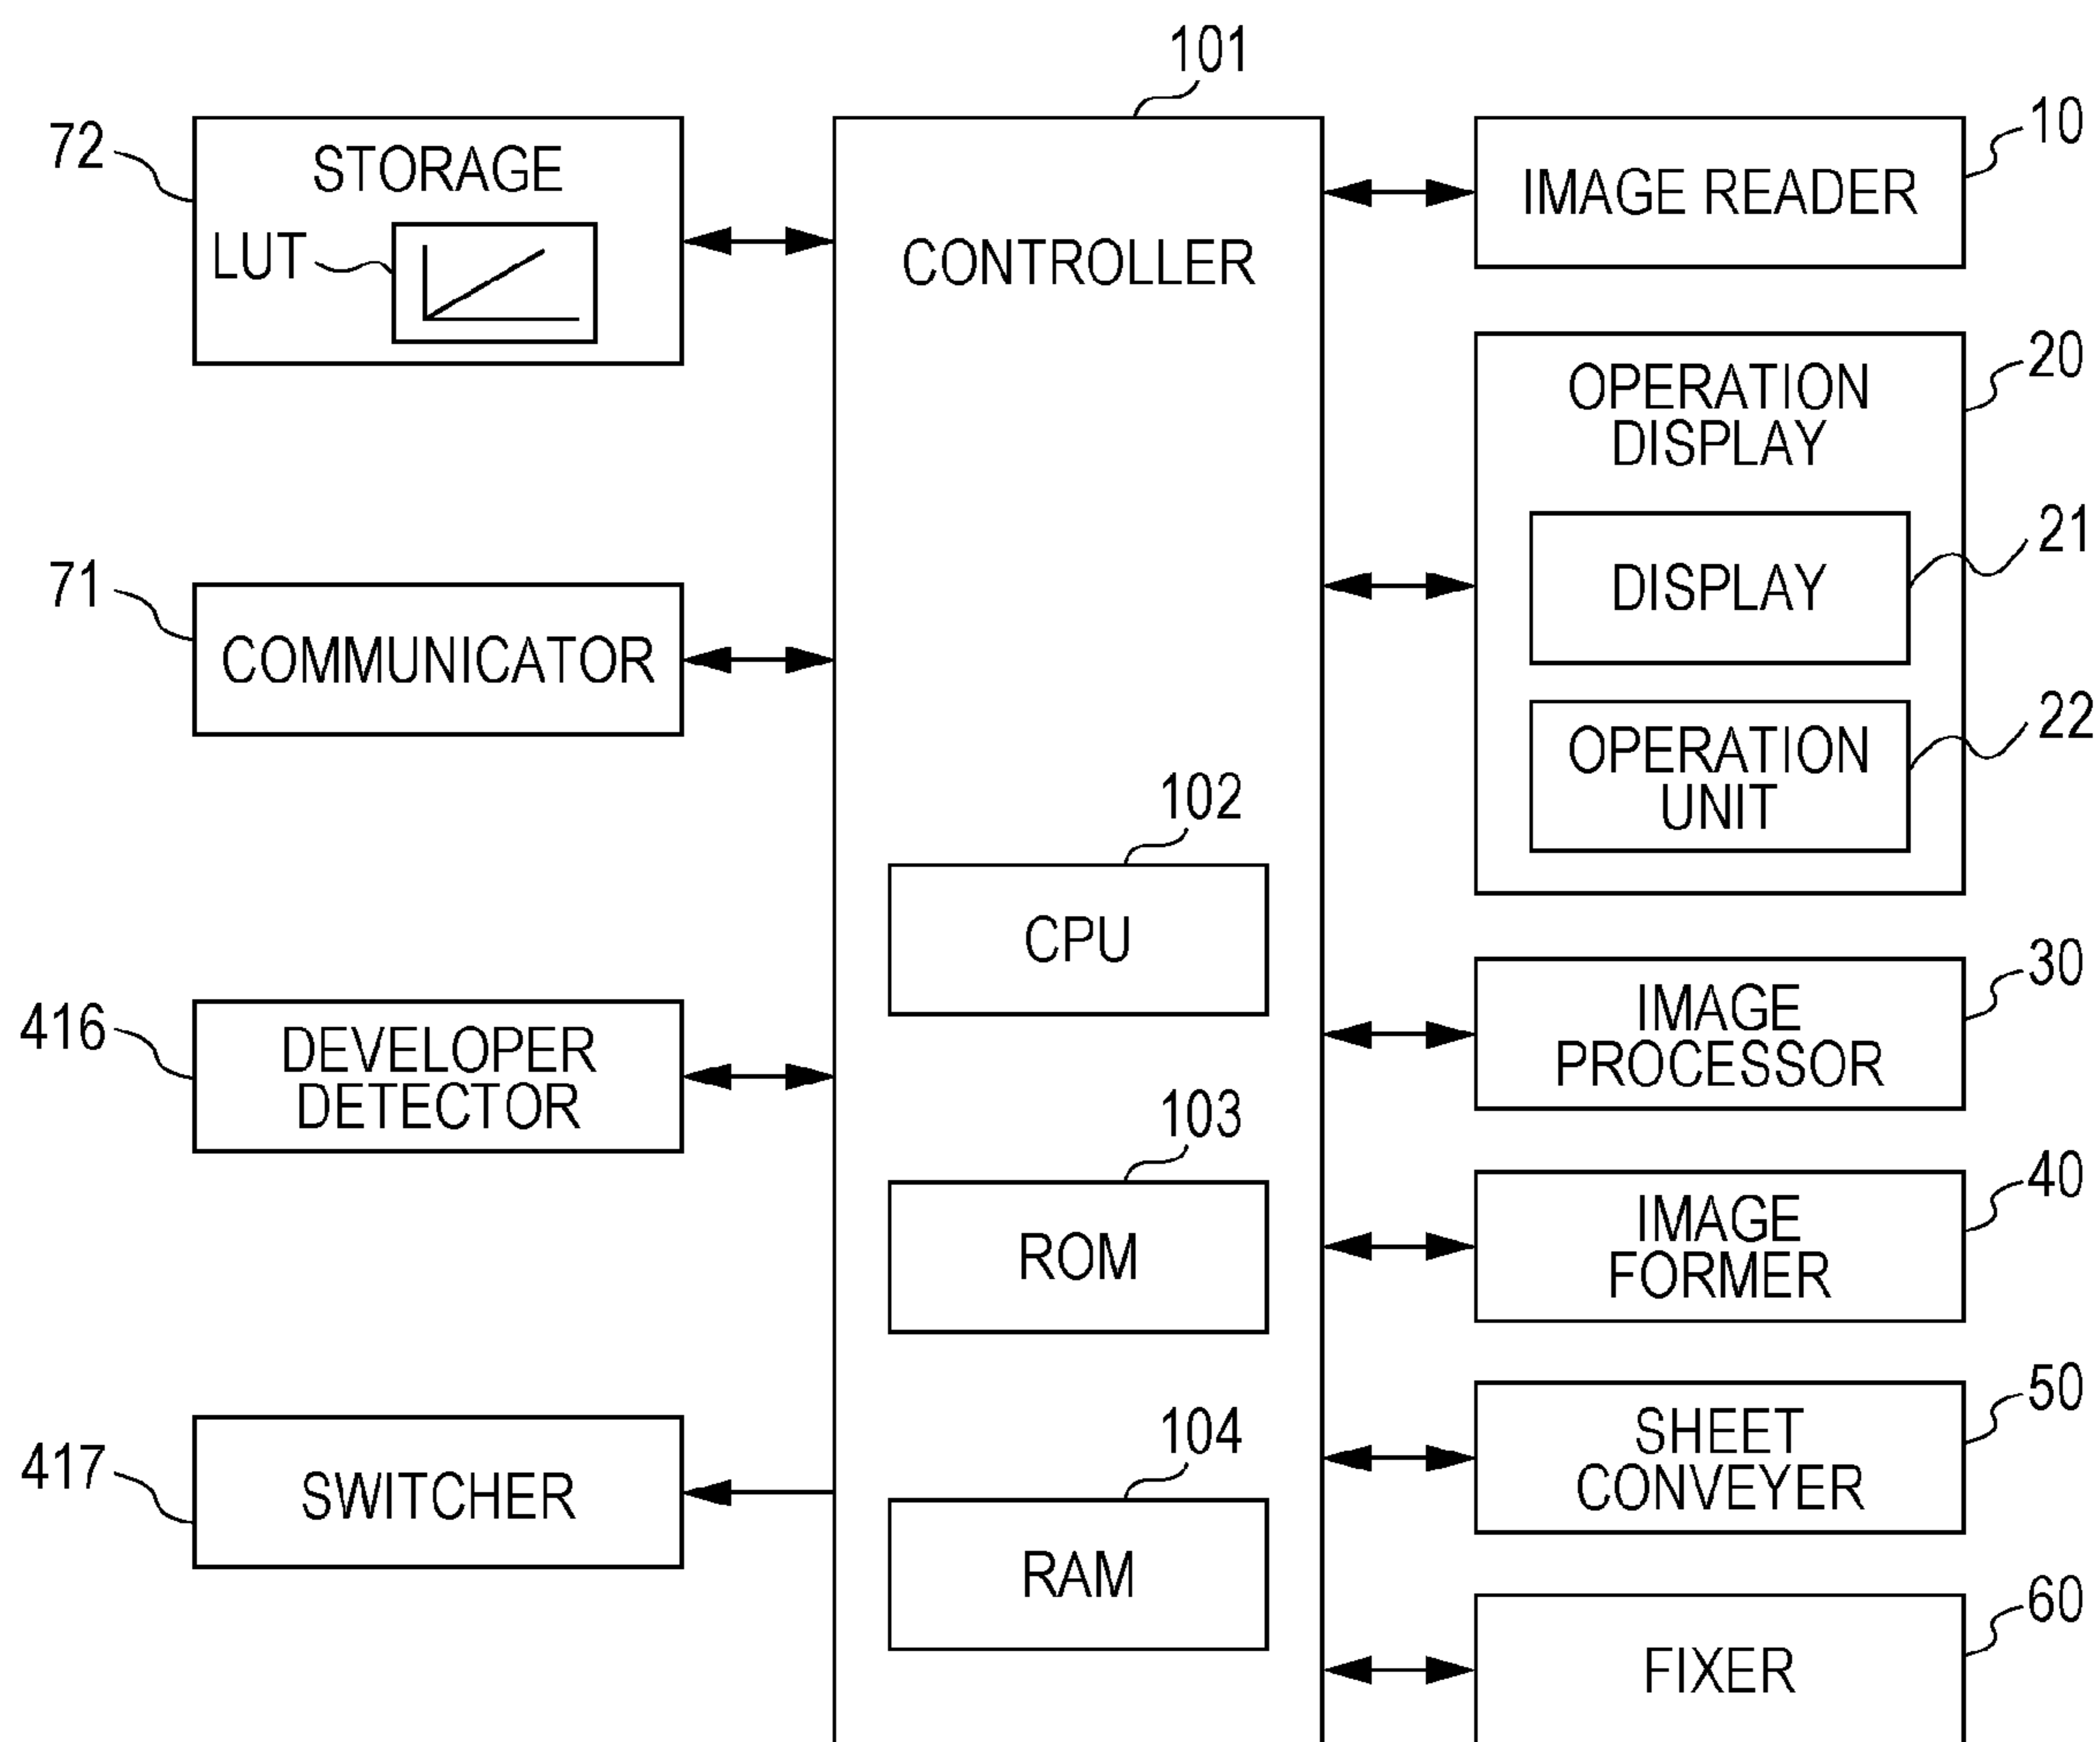 101
72
STORAGE
LUT
71
COMMUNICATOR
416
DEVELOPER
DETECTOR
417
SWITCHER
CONTROLLER
102
CPU
103
ROM
104
RAM
10
IMAGE READER
20
OPERATION
DISPLAY
21
DISPLAY
22
OPERATION
UNIT
30
IMAGE
PROCESSOR
40
IMAGE
FORMER
50
SHEET
CONVEYER
60
FIXER